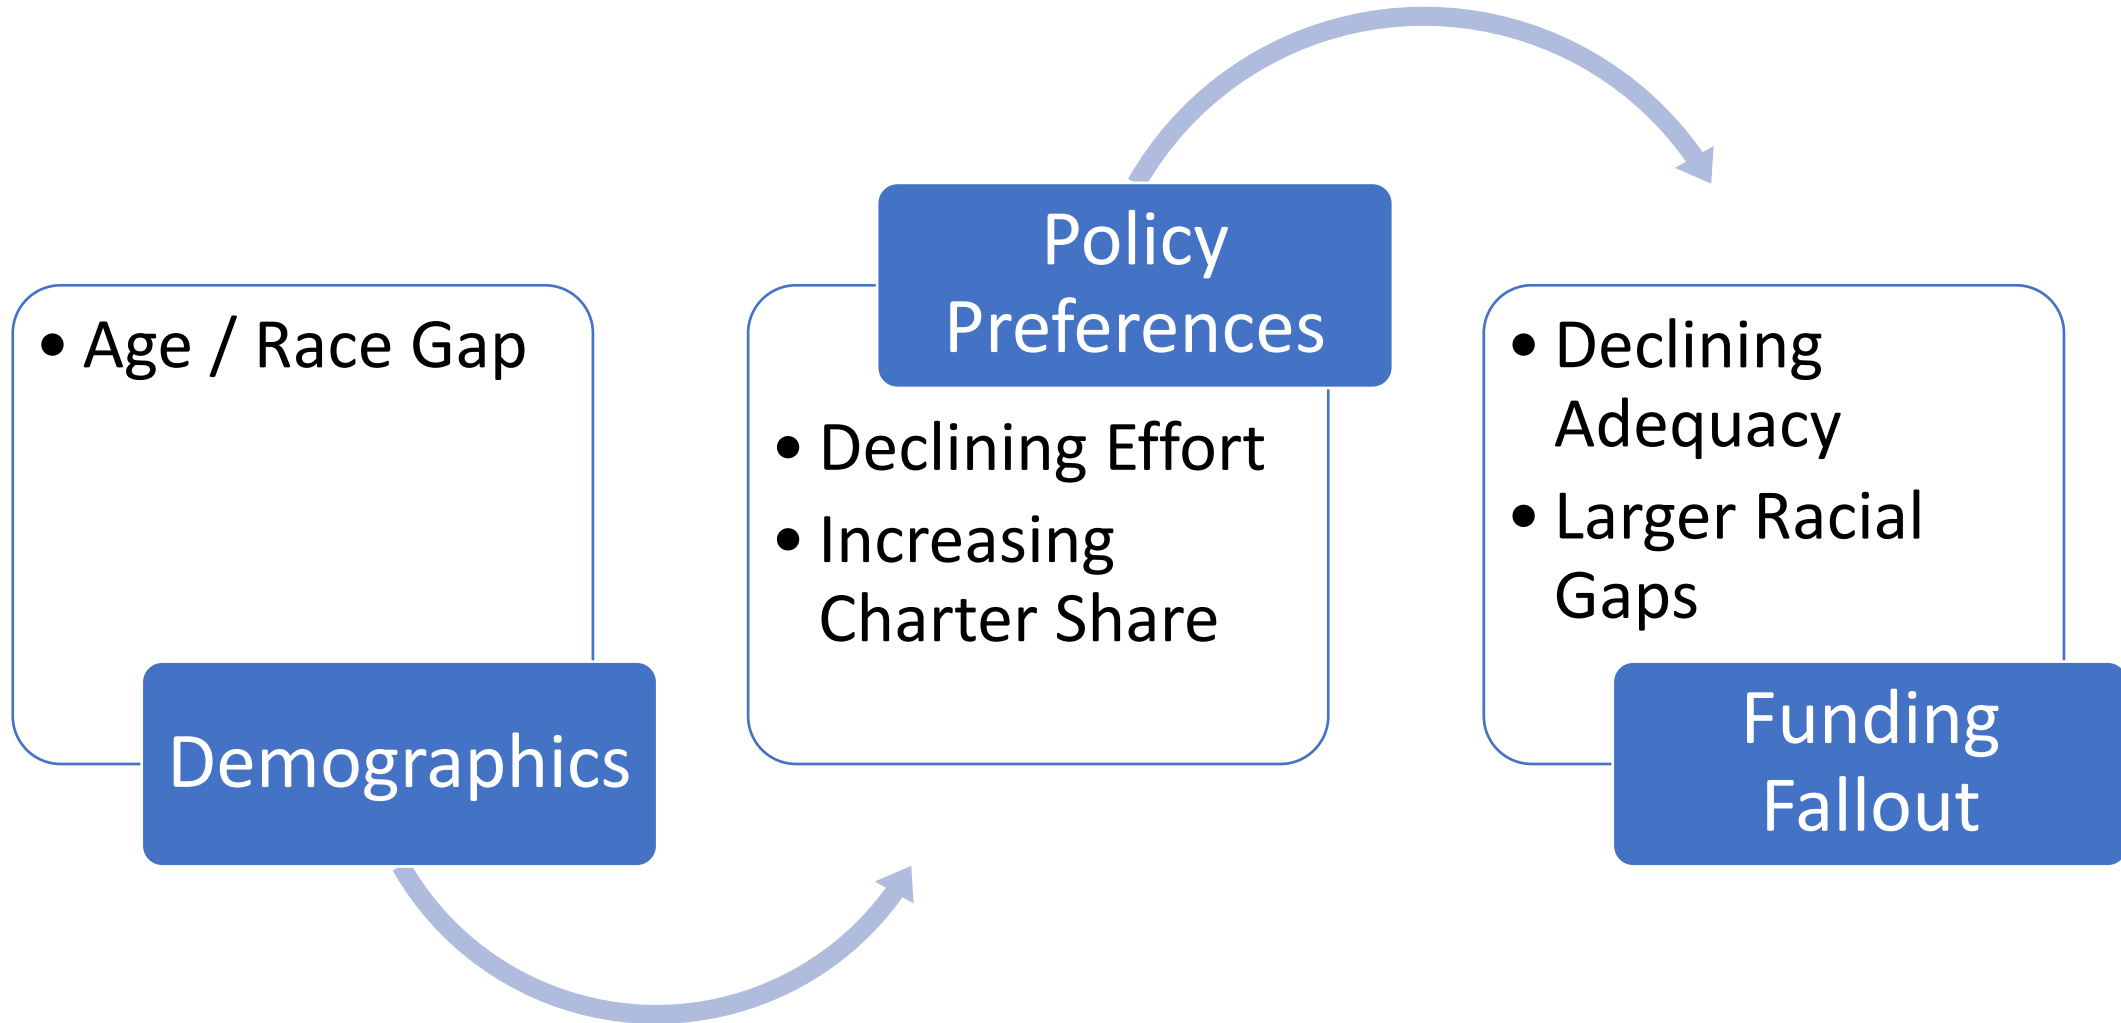 • Age / Race Gap
Demographics
Policy
Preferences
• Declining Effort
• Increasing
Charter Share
• Declining
Adequacy
• Larger Racial
Gaps
Funding
Fallout